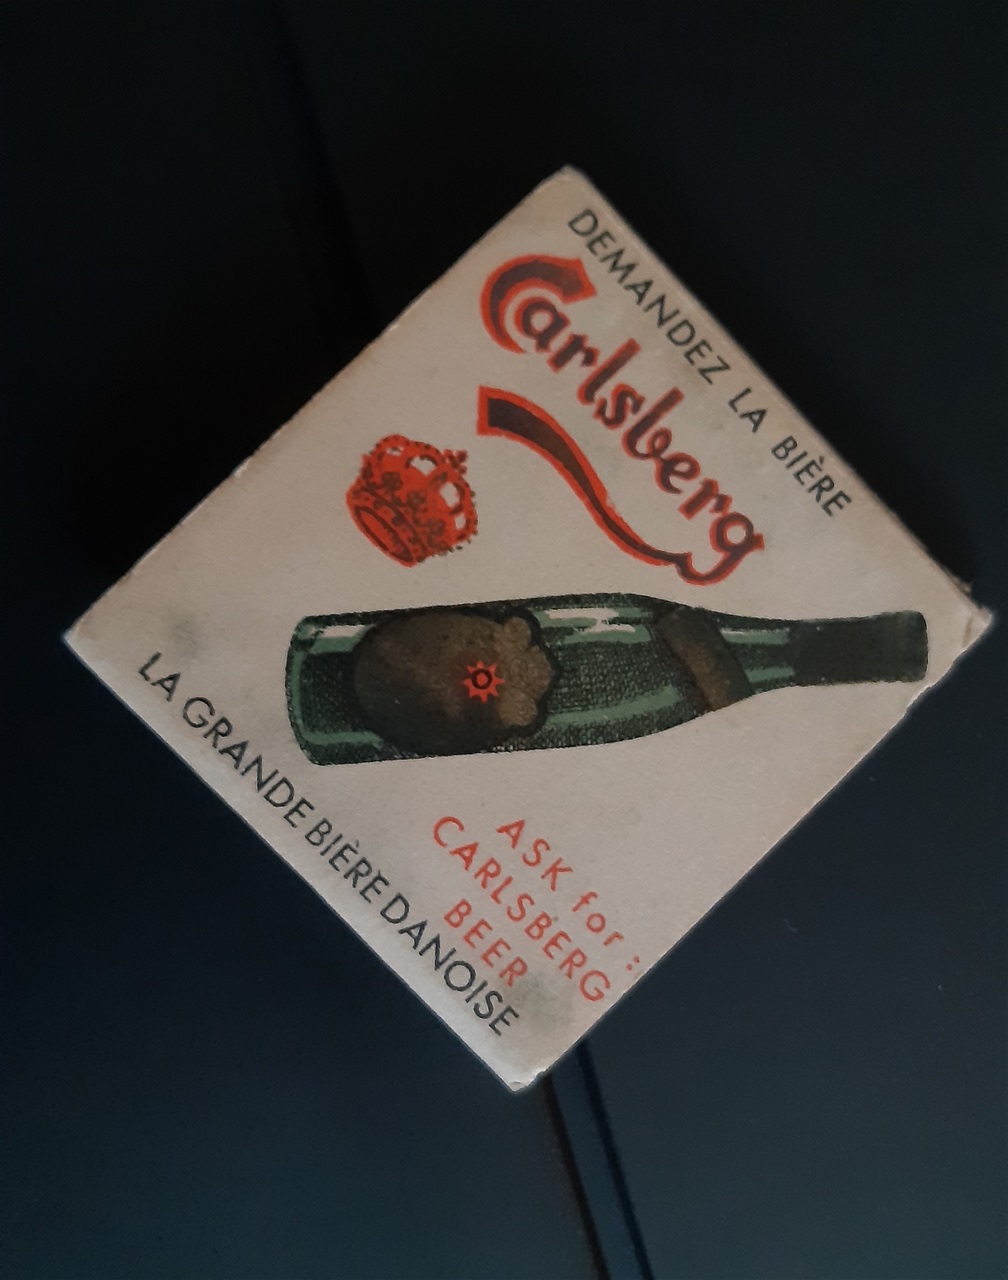 DEMANDEZ LA BIÈRE
Carlsberg
ASK for :
CARLSBERG
BEER
LA GRANDE BIÈRE DANOISE